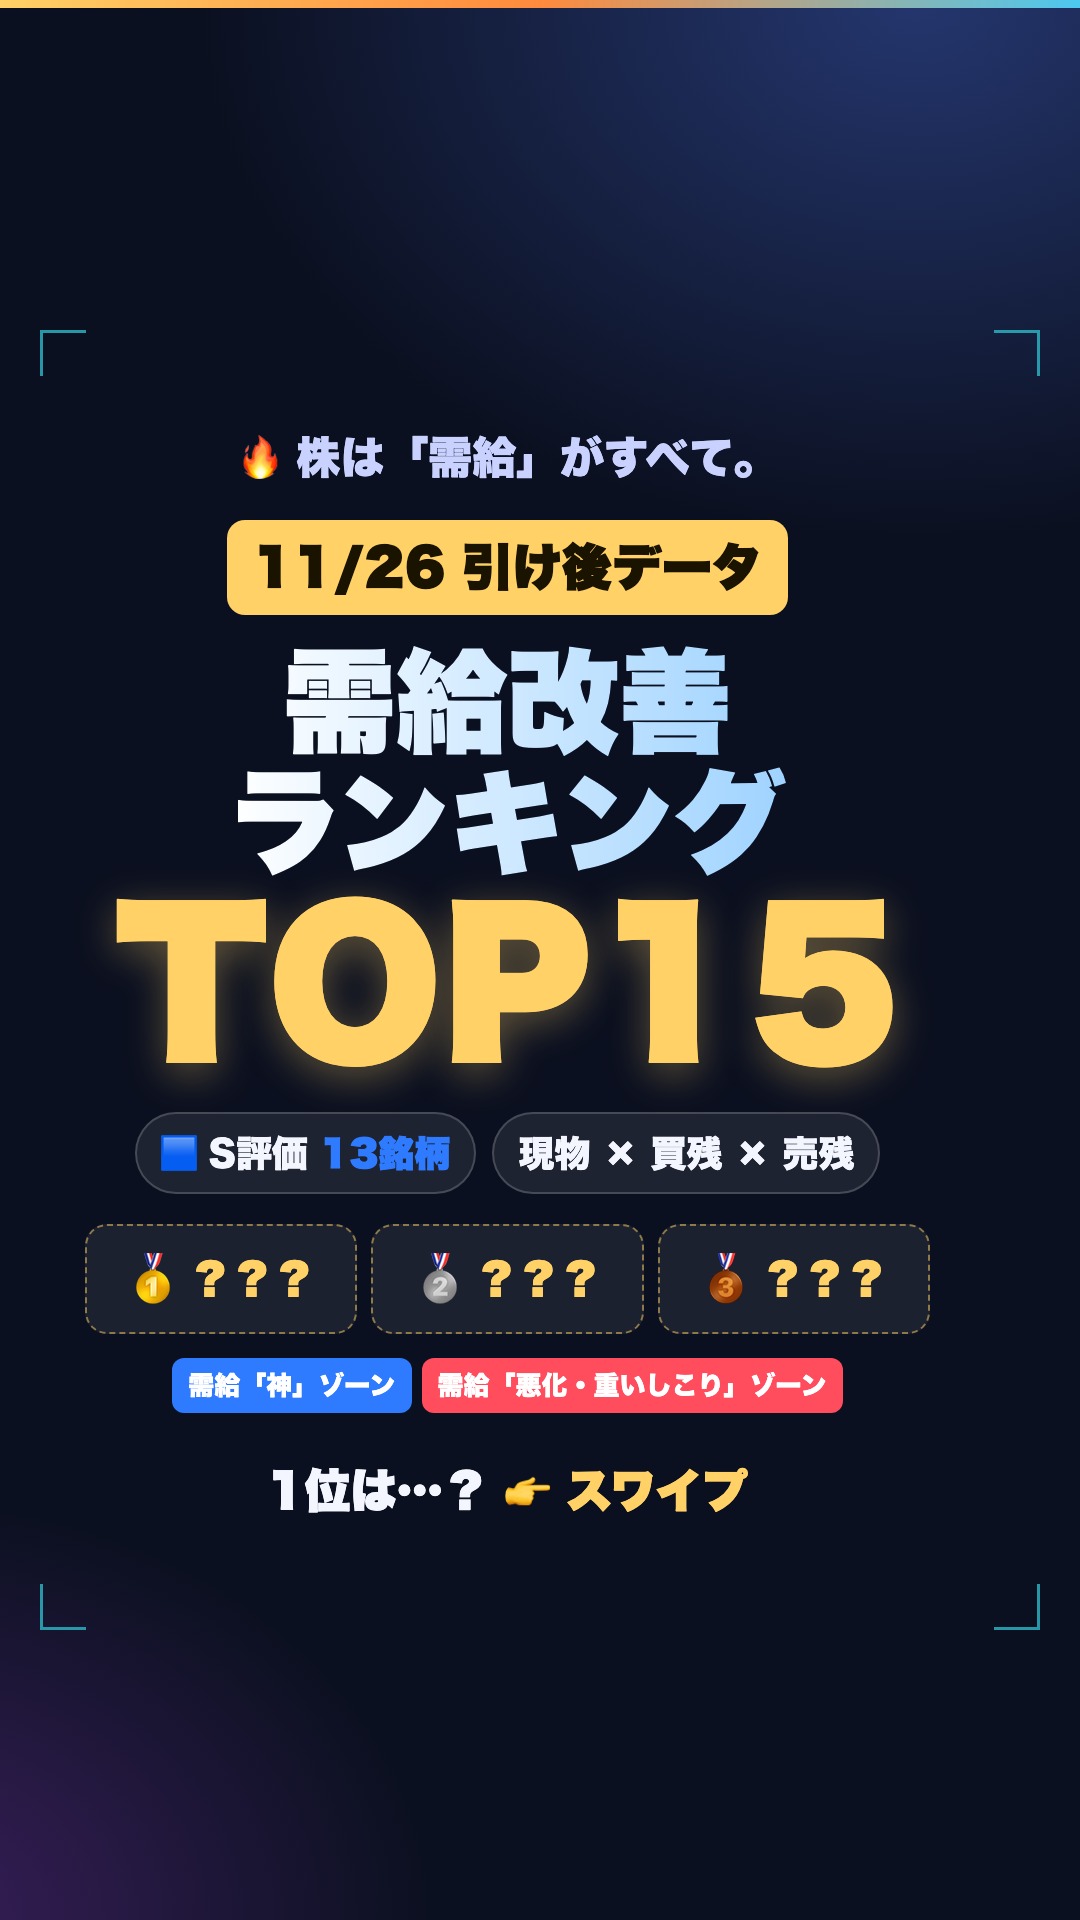 🔥 株は「需給」がすべて。
11/26 引け後データ
需給改善
ランキング
TOP15
🟦 S評価 13銘柄
現物 × 買残 × 売残
🥇 ???
🥈 ???
🥉 ???
需給「神」ゾーン
需給「悪化・重いしこり」ゾーン
1位は…? 👉 スワイプ